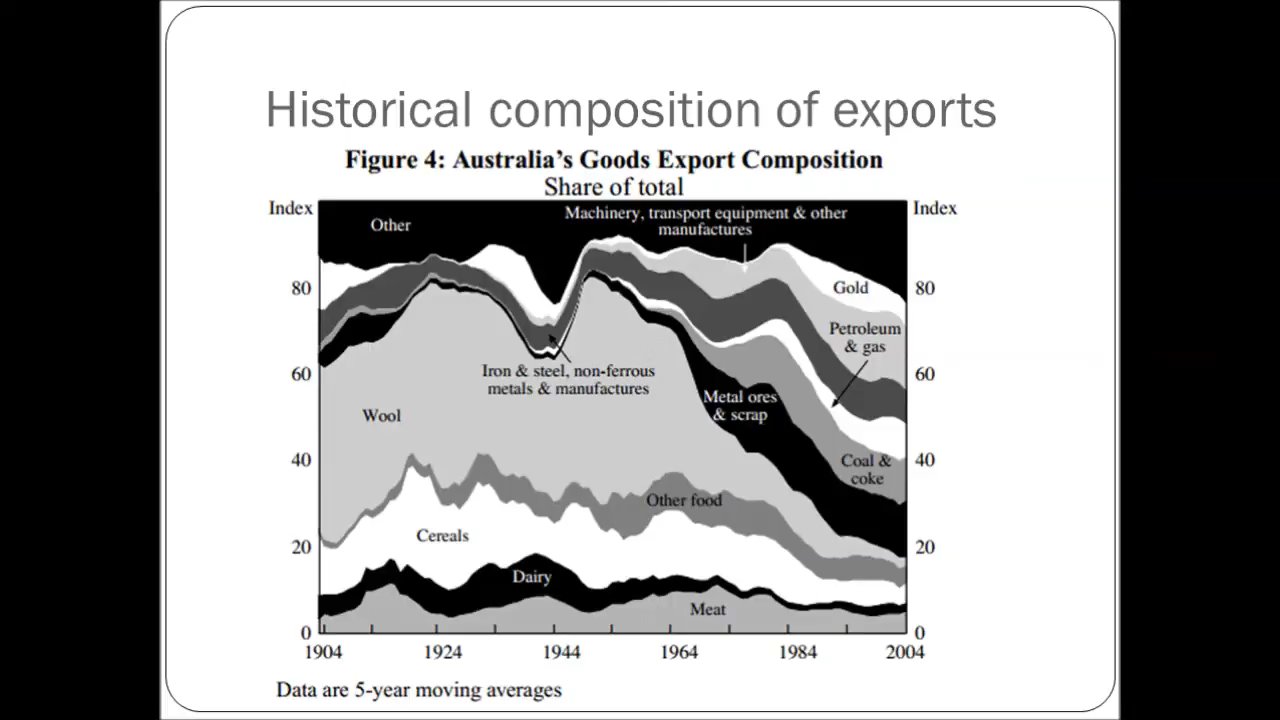 Historical composition of exports
Figure 4: Australia’s Goods Export Composition
Share of total
Index
Index
Other
Machinery, transport equipment & other
manufactures
80
Gold
80
Petroleum
& gas
Iron & steel, non-ferrous
metals & manufactures
60
60
Metal ores
& scrap
Wool
40
Coal &
coke
40
Other food
Cereals
20
20
Dairy
Meat
0
0
1904
1924
1944
1964
1984
2004
Data are 5-year moving averages